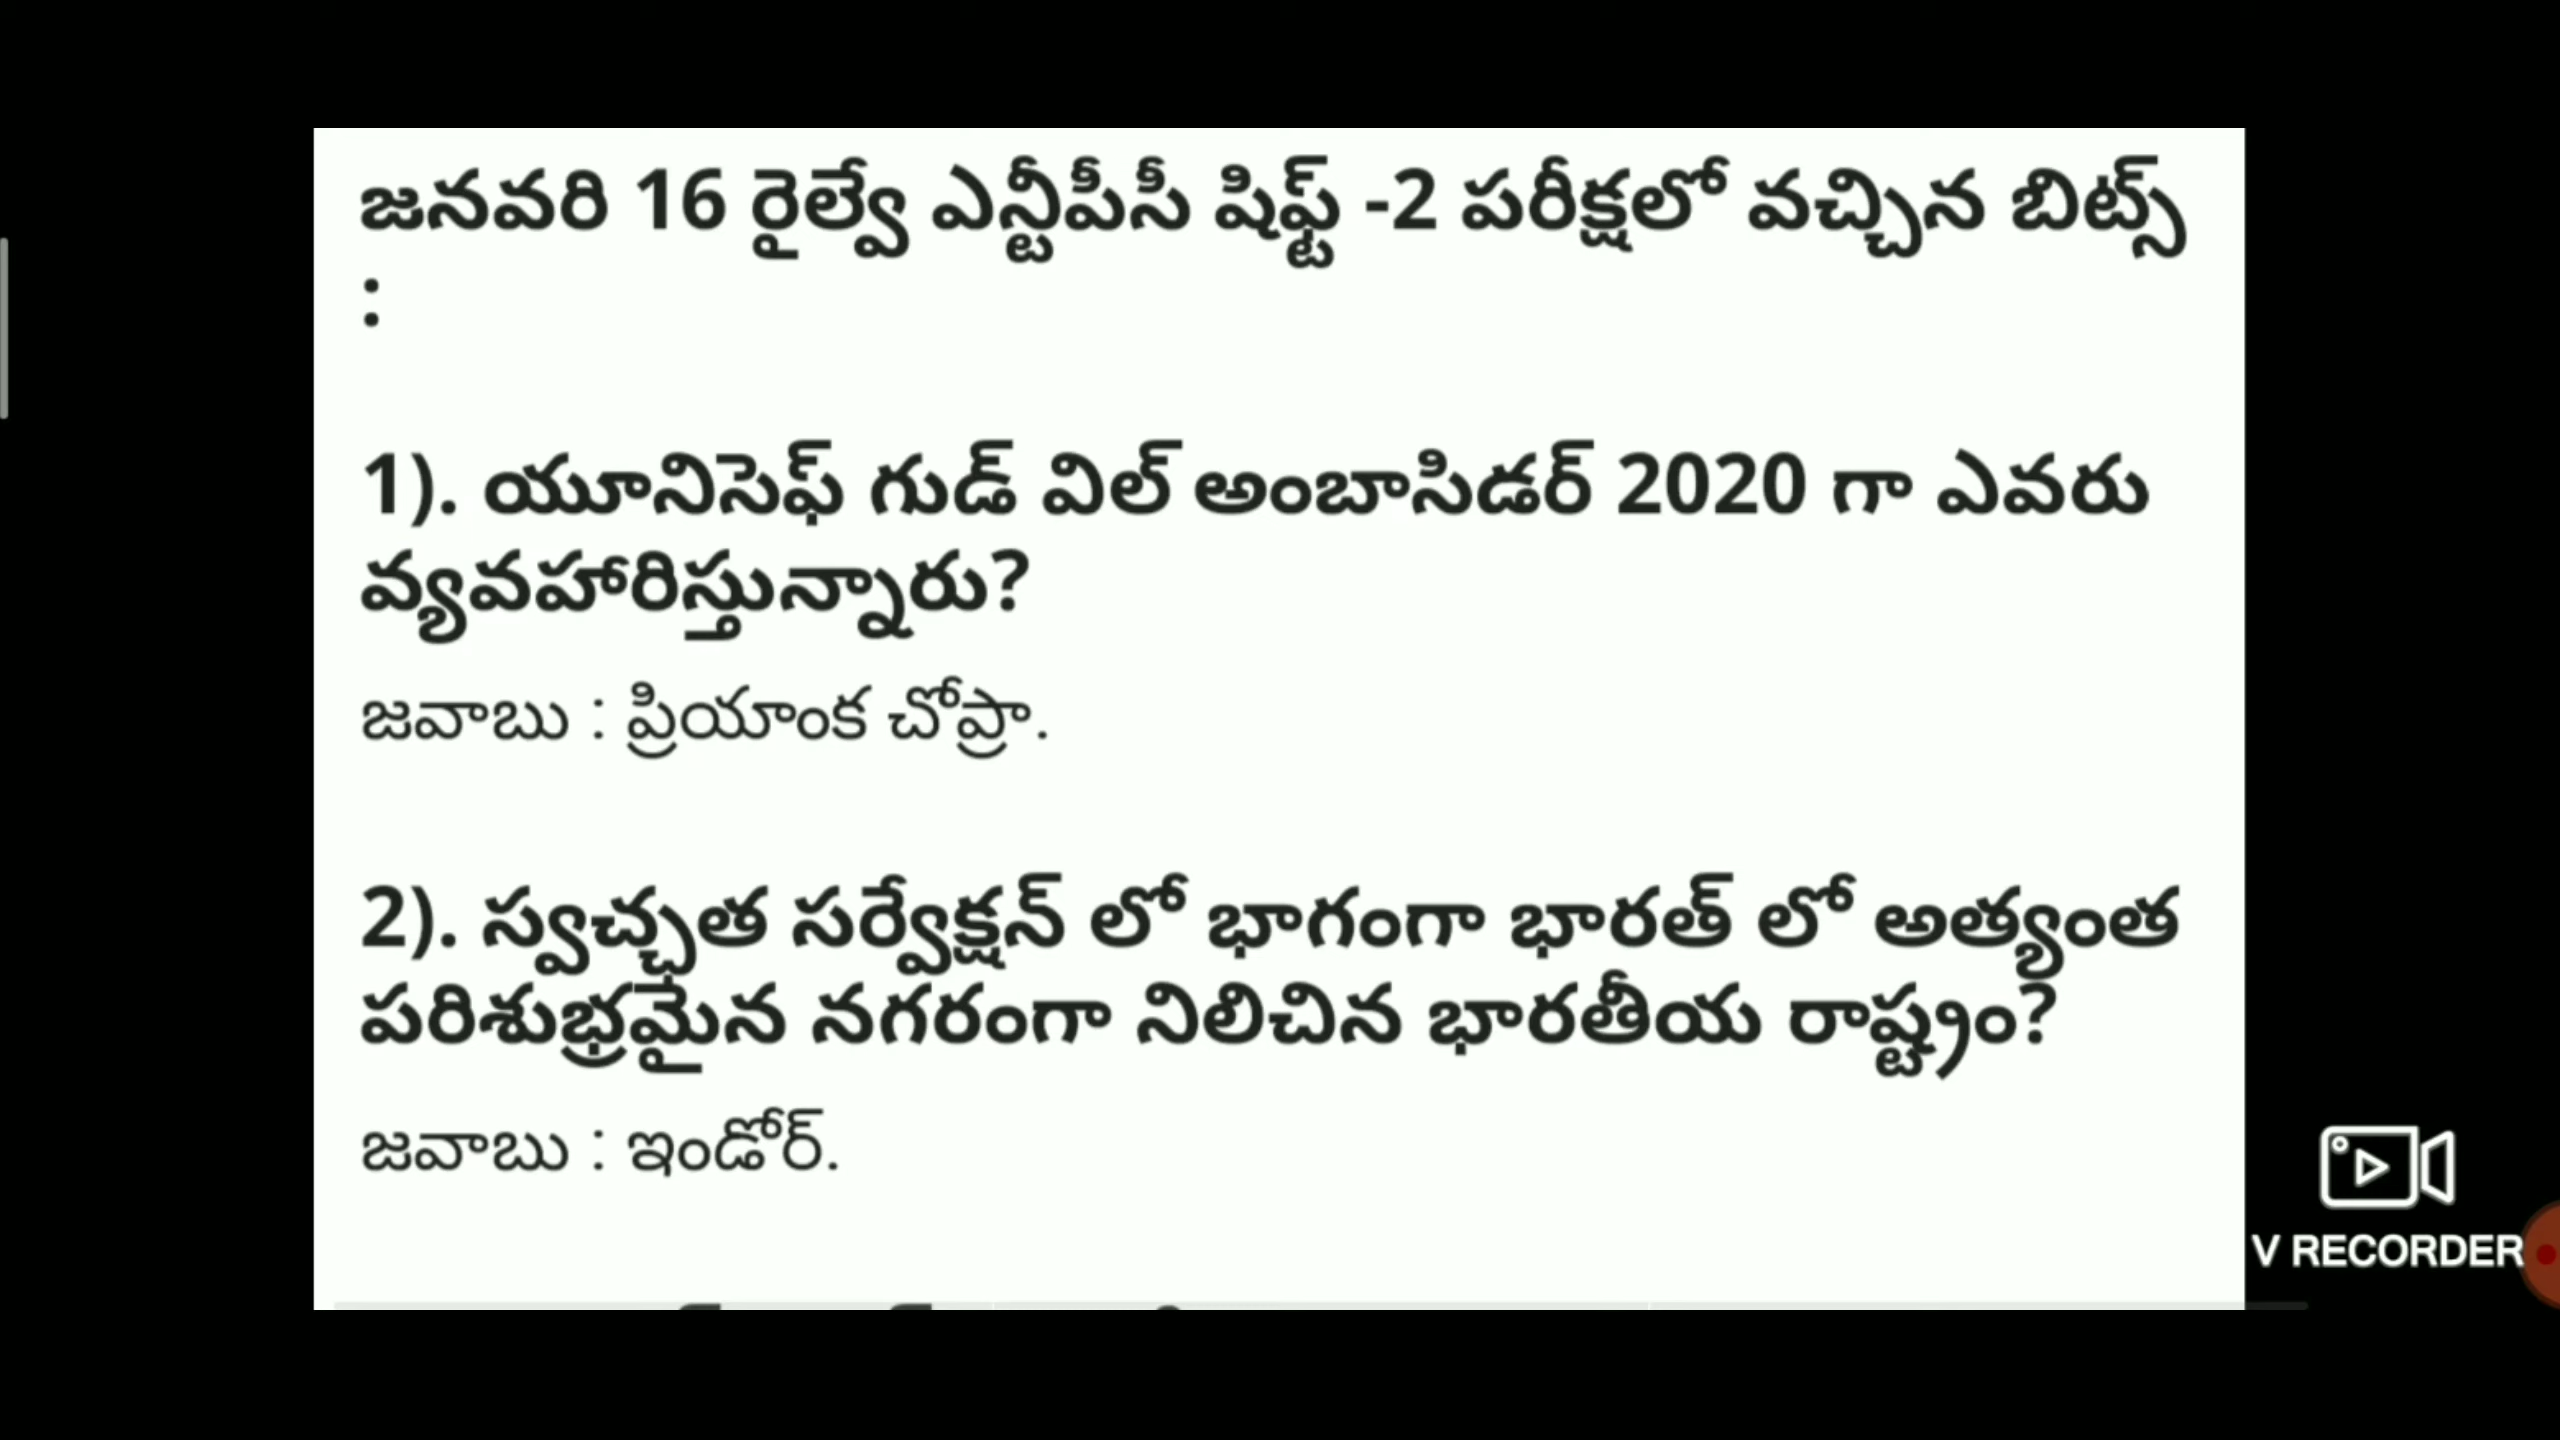 జనవరి 16 రైల్వే ఎన్టీపీసీ షిఫ్ట్ -2 పరీక్షలో వచ్చిన బిట్స్
:
1). యూనిసెఫ్ గుడ్ విల్ అంబాసిడర్ 2020 గా ఎవరు
వ్యవహారిస్తున్నారు?
జవాబు : ప్రియాంక చోప్రా.
2). స్వచ్ఛత సర్వేక్షన్ లో భాగంగా భారత్ లో అత్యంత
పరిశుభ్రమైన నగరంగా నిలిచిన భారతీయ రాష్ట్రం?
జవాబు : ఇండోర్.
V RECORDER